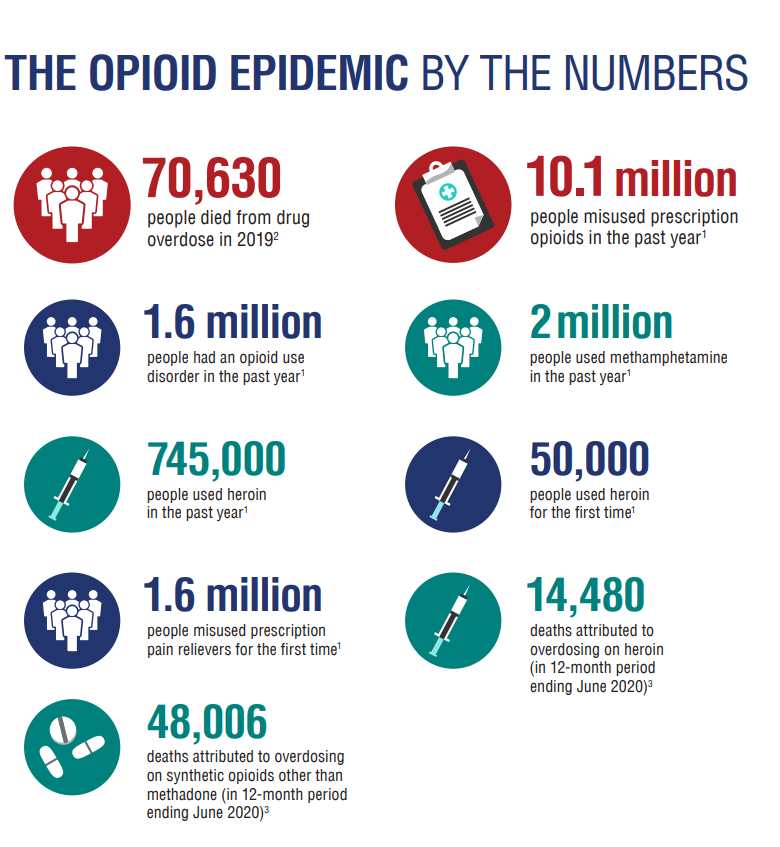 THE OPIOID EPIDEMIC BY THE NUMBERS
70,630
people died from drug
overdose in 2019²
10.1 million
people misused prescription
opioids in the past year¹
1.6 million
people had an opioid use
disorder in the past year¹
2 million
people used methamphetamine
in the past year¹
745,000
people used heroin
in the past year¹
50,000
people used heroin
for the first time¹
1.6 million
people misused prescription
pain relievers for the first time¹
14,480
deaths attributed to
overdosing on heroin
(in 12-month period
ending June 2020)³
48,006
deaths attributed to overdosing
on synthetic opioids other than
methadone (in 12-month period
ending June 2020)³